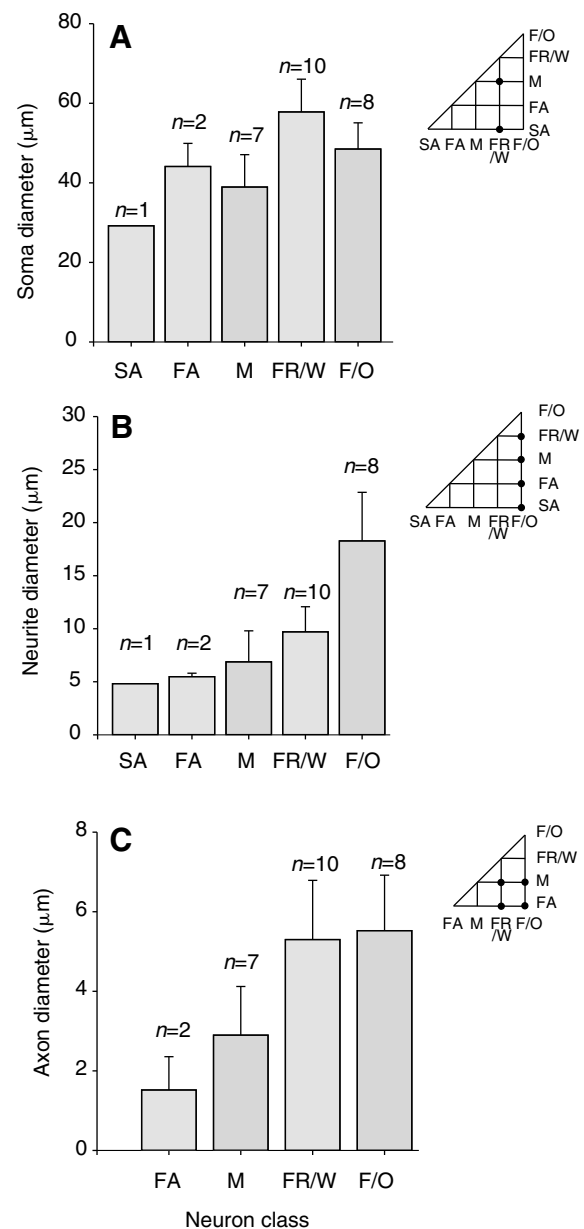 A
Soma diameter (μm)
80
60
40
20
0
n=1
n=2
n=7
n=10
n=8
SA FA M FR/W F/O
F/O
FR/W
M
FA
SA
SA FA M FR F/O
/W
B
Neurite diameter (μm)
30
25
20
15
10
5
0
n=1
n=2
n=7
n=10
n=8
SA FA M FR/W F/O
F/O
FR/W
M
FA
SA
SA FA M FR F/O
/W
C
Axon diameter (μm)
8
6
4
2
0
n=2
n=7
n=10
n=8
FA M FR/W F/O
Neuron class
F/O
FR/W
M
FA
FA M FR F/O
/W